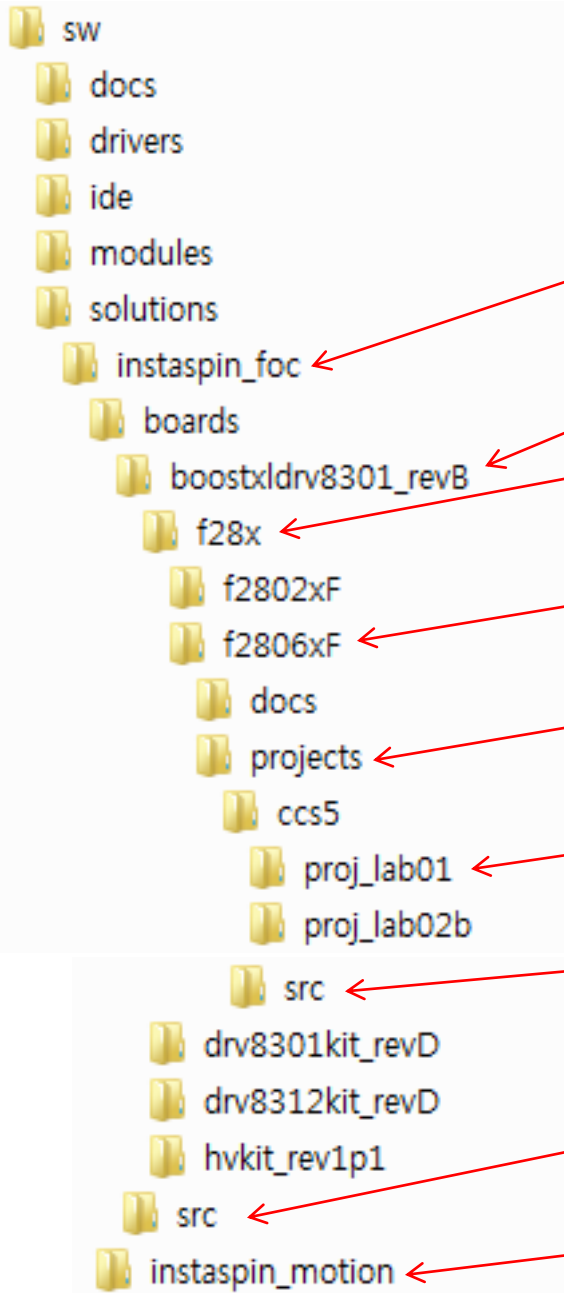 sw
docs
drivers
ide
modules
solutions
instaspin_foc
boards
boostxldrv8301_revB
f28x
f2802xF
f2806xF
docs
projects
ccs5
proj_lab01
proj_lab02b
src
drv8301kit_revD
drv8312kit_revD
hvkit_rev1p1
src
instaspin_motion